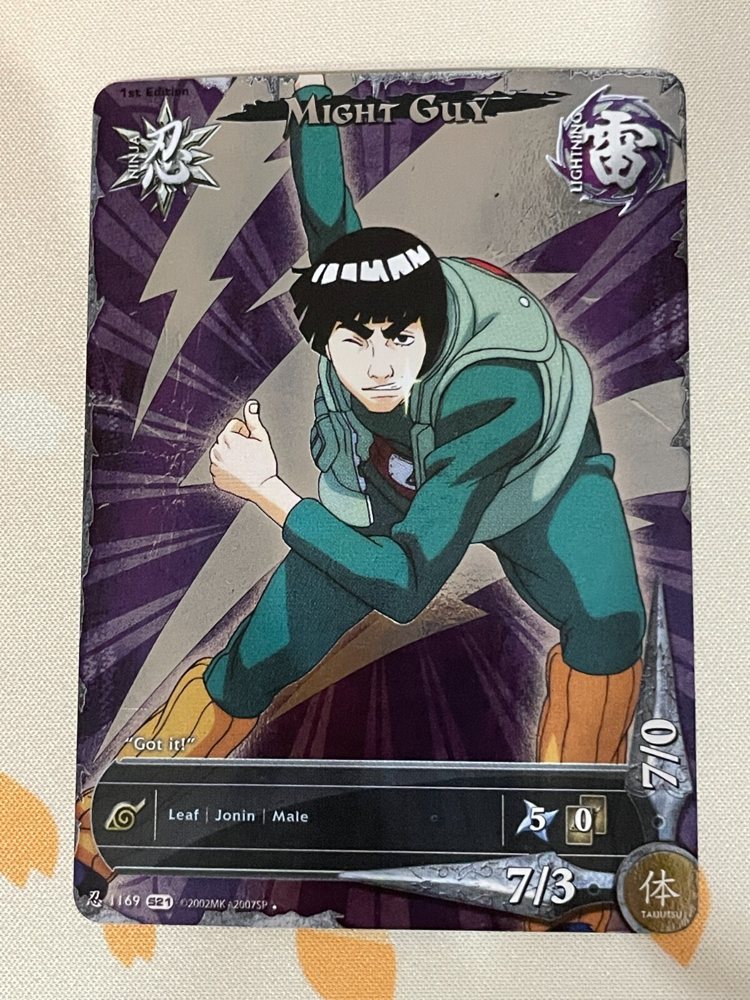 1st Edition
MIGHT GUY
NINJA
忍
LIGHTNING
雷
"Got it!"
Leaf | Jonin | Male
5
0
7/0
7/3
体
TAIJUTSU
忍 1169 S21 ©2002MK ©2007SP